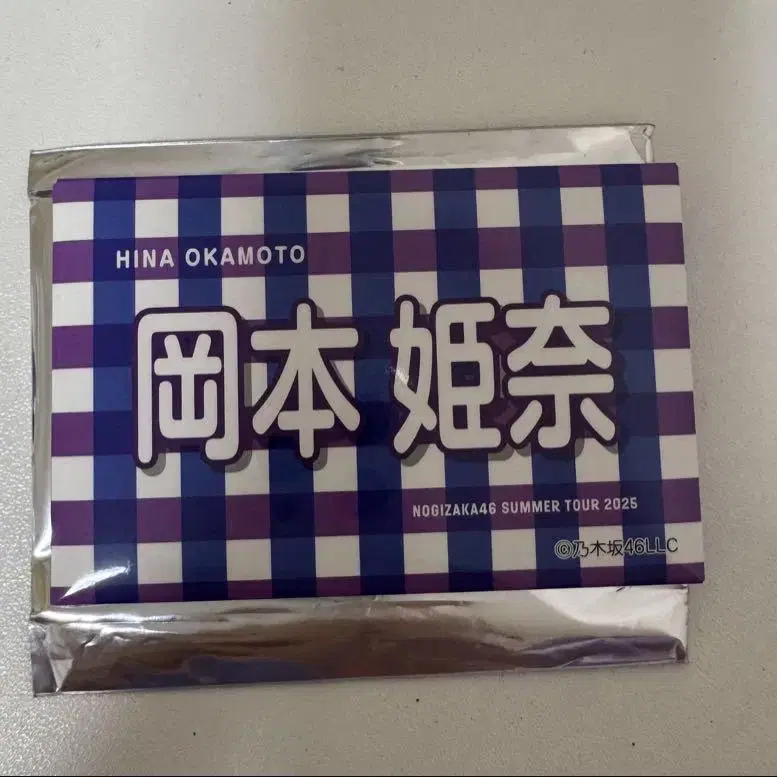 HINA OKAMOTO
岡本 姫奈
NOGIZAKA46 SUMMER TOUR 2025
©乃木坂46LLC